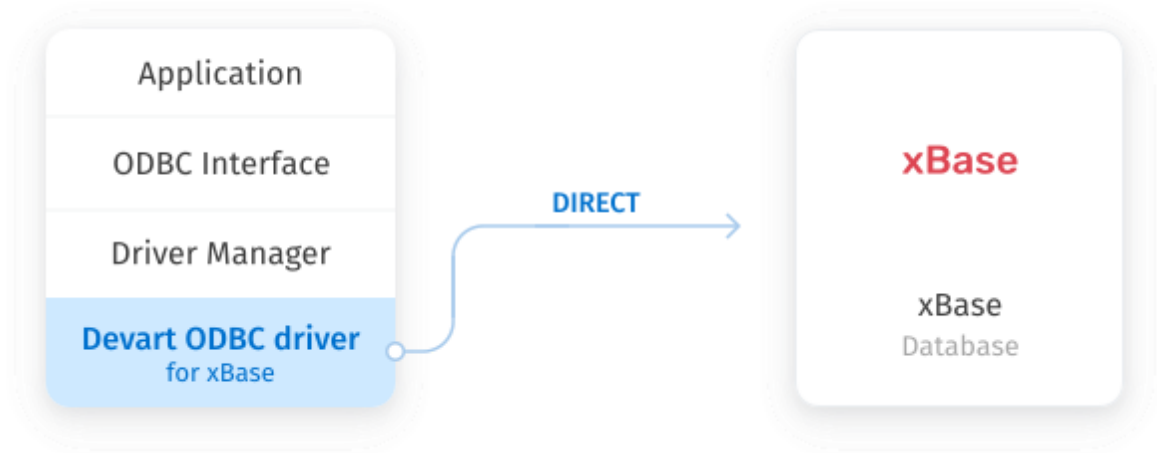 Application
ODBC Interface
Driver Manager
Devart ODBC driver
for xBase
DIRECT
xBase
xBase
Database